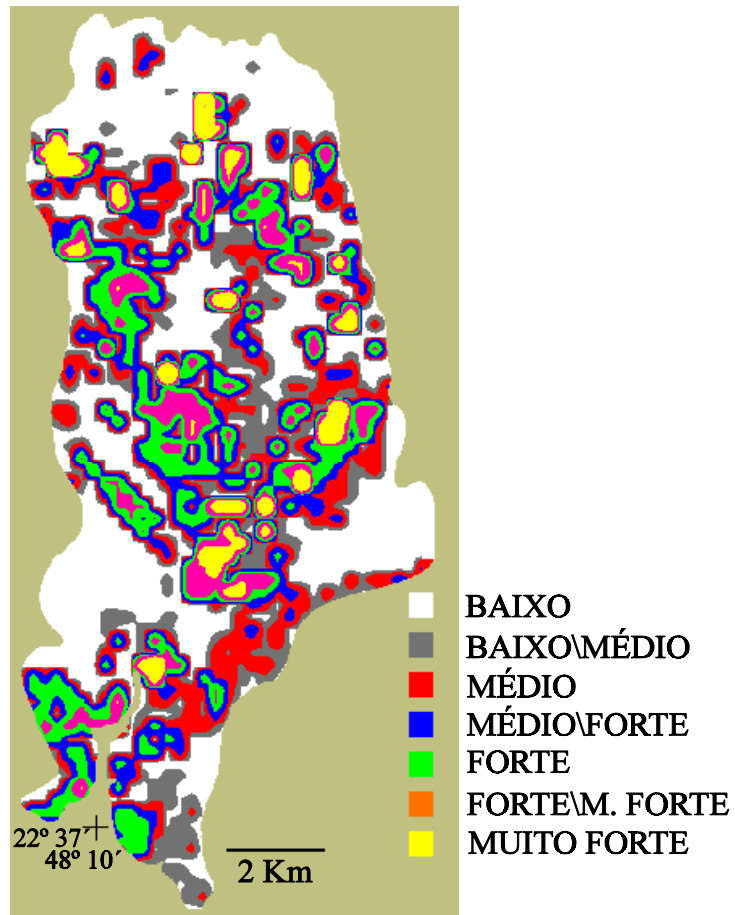 BAIXO
BAIXO\MÉDIO
MÉDIO
MÉDIO\FORTE
FORTE
FORTE\M. FORTE
MUITO FORTE
22º 37´
48º 10´
2 Km